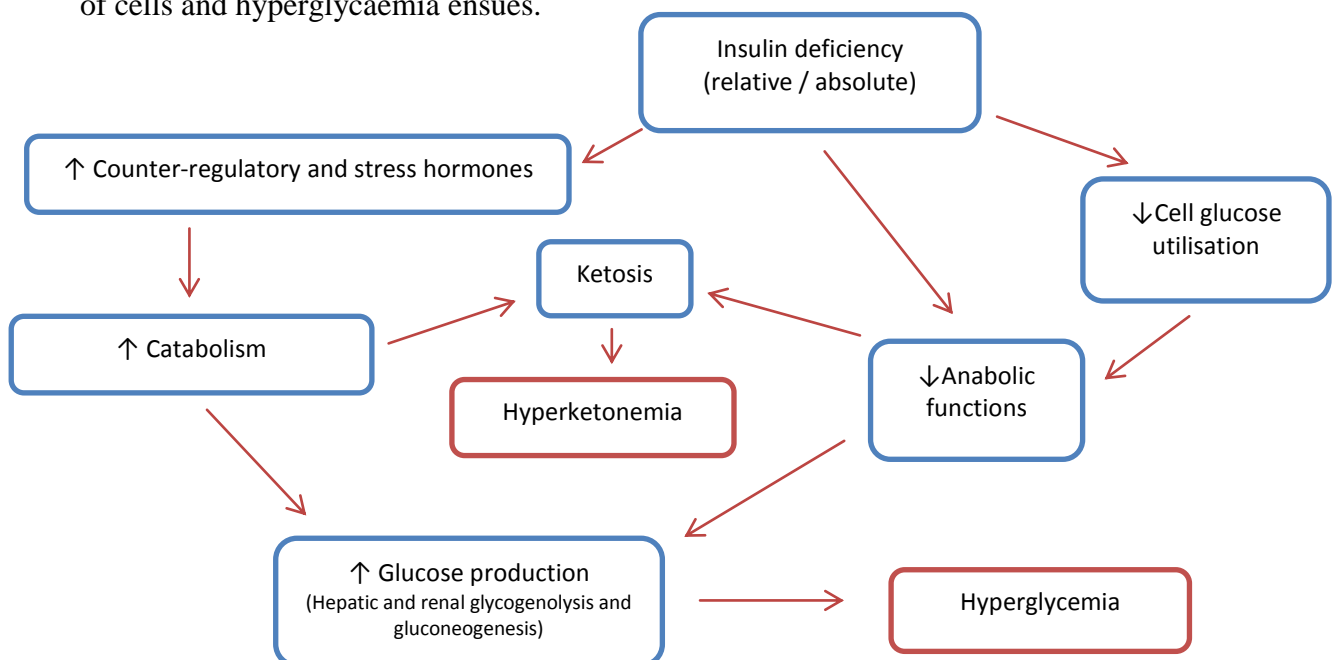 of cells and hyperglycaemia ensues.
Insulin deficiency
(relative / absolute)
↑ Counter-regulatory and stress hormones
↓Cell glucose
utilisation
Ketosis
↑ Catabolism
↓Anabolic
functions
Hyperketonemia
↑ Glucose production
(Hepatic and renal glycogenolysis and
gluconeogenesis)
Hyperglycemia